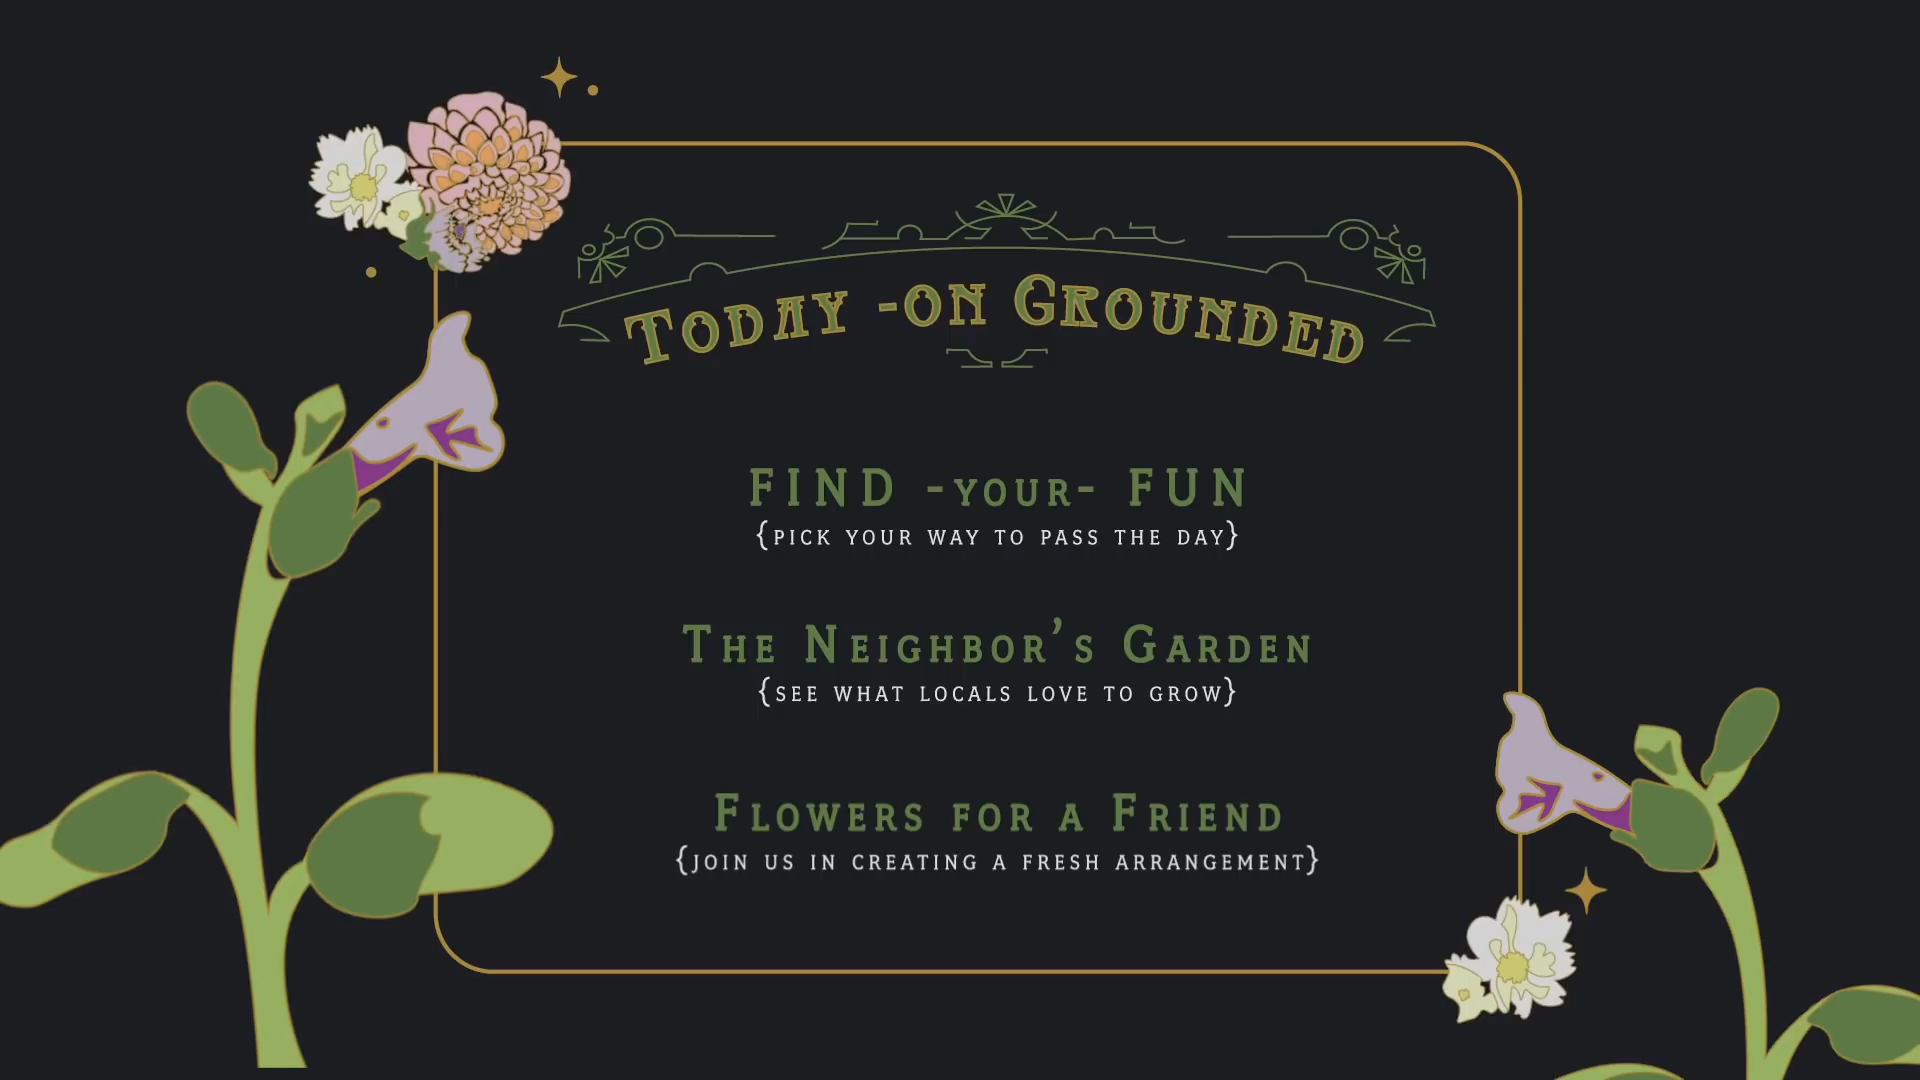 Today -on Grounded
FIND -your- FUN
{pick your way to pass the day}
The Neighbor's Garden
{see what locals love to grow}
Flowers for a Friend
{join us in creating a fresh arrangement}